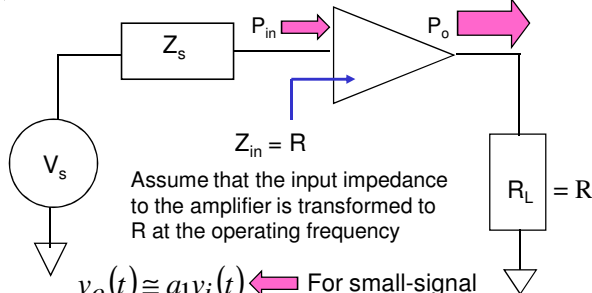 P_in
P_o
Z_s
Z_in = R
V_s
Assume that the input impedance
to the amplifier is transformed to
R at the operating frequency
R_L = R
v_o(t) ≅ a_1v_i(t) For small-signal